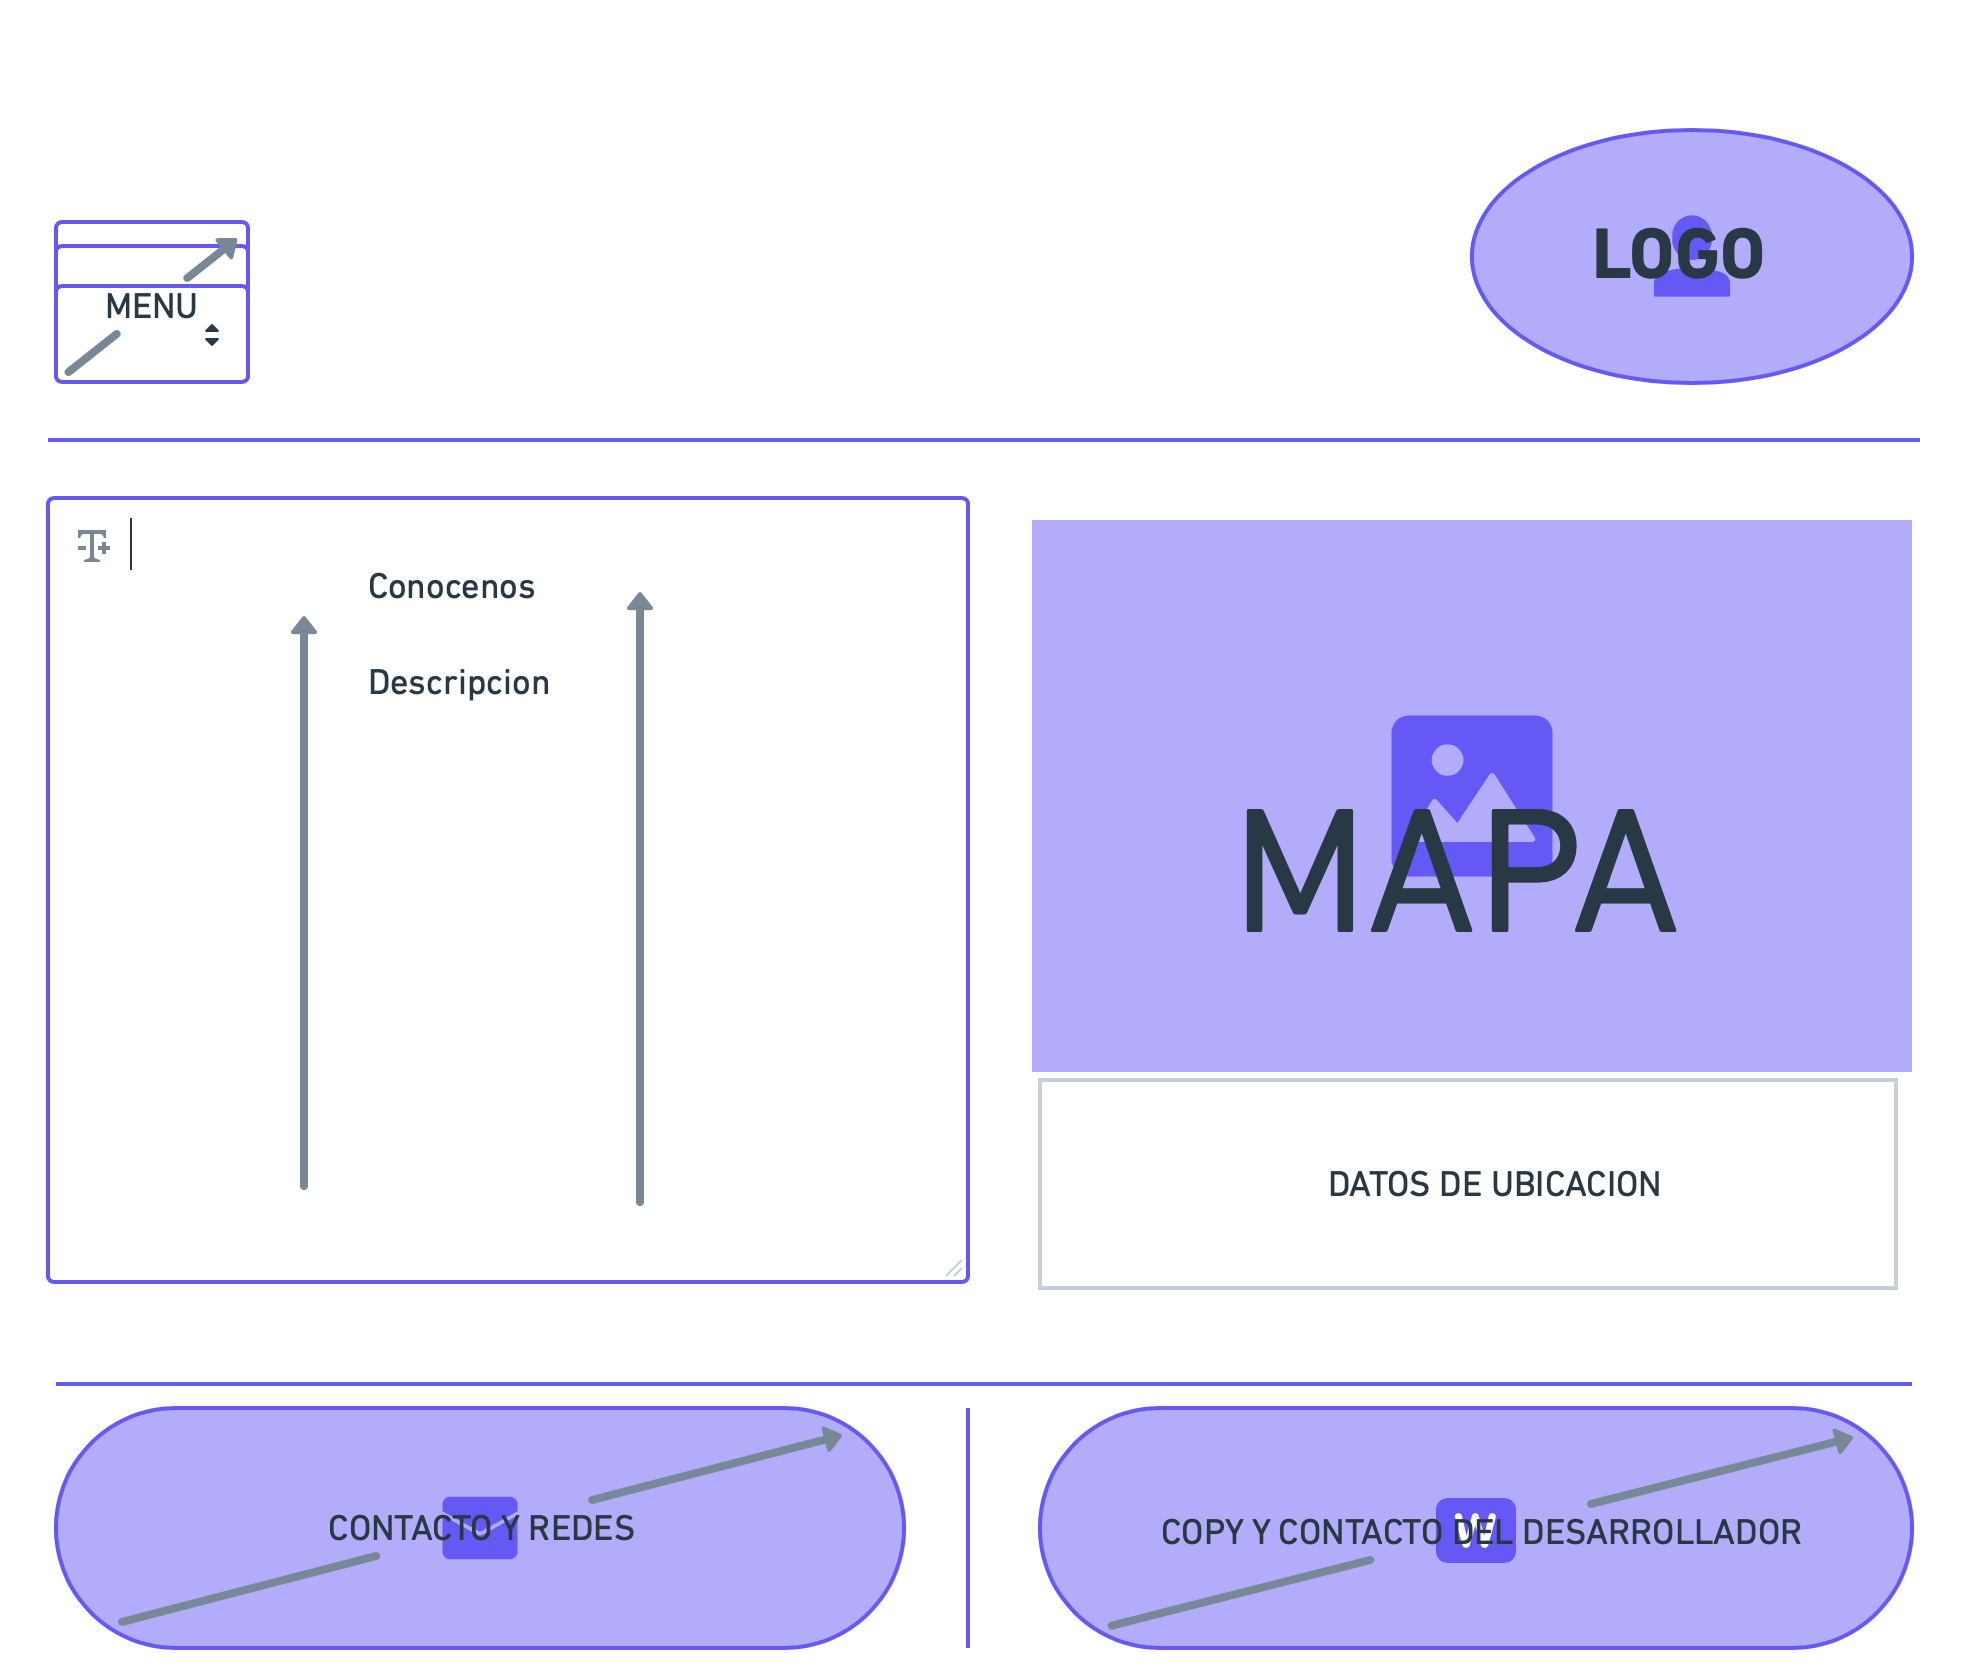 LOGO
MENU
Conocenos
Descripcion
MAPA
DATOS DE UBICACION
CONTACTO Y REDES
COPY Y CONTACTO DEL DESARROLLADOR